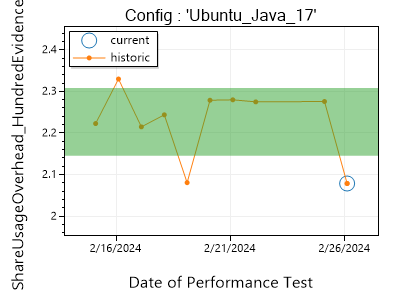 Config : 'Ubuntu_Java_17'
ShareUsageOverhead_HundredEvidence
current
historic
2.4
2.3
2.2
2.1
2
2/16/2024
2/21/2024
2/26/2024
Date of Performance Test